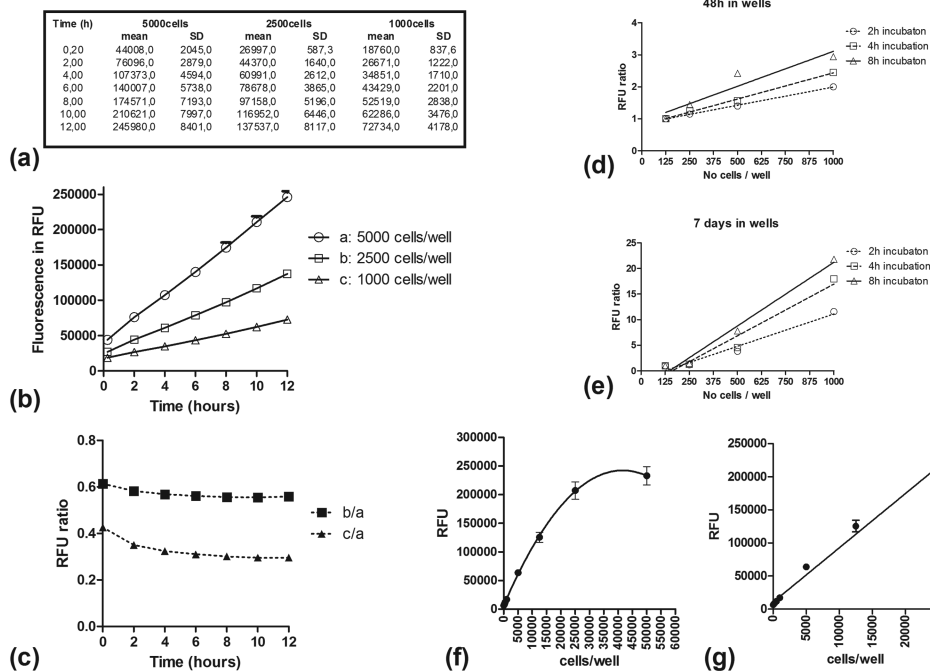 Time (h) 5000cells 2500cells 1000cells
mean SD mean SD mean SD
0,20 44008,0 2045,0 26997,0 587,3 18760,0 837,6
2,00 76096,0 2879,0 44370,0 1640,0 26671,0 1222,0
4,00 107373,0 4594,0 60991,0 2612,0 34851,0 1710,0
6,00 140007,0 5738,0 78678,0 3865,0 43429,0 2201,0
8,00 174571,0 7193,0 97158,0 5196,0 52519,0 2838,0
10,00 210621,0 7997,0 116952,0 6446,0 62286,0 3476,0
12,00 245980,0 8401,0 137537,0 8117,0 72734,0 4178,0
(a)
250000
200000
150000
100000
50000
0
Fluorescence in RFU
0 2 4 6 8 10 12
Time (hours)
a: 5000 cells/well
b: 2500 cells/well
c: 1000 cells/well
(b)
0.8
0.6
0.4
0.2
0.0
RFU ratio
0 2 4 6 8 10 12
Time (hours)
b/a
c/a
(c)
48h in wells
4
3
2
1
0
RFU ratio
0 125 250 375 500 625 750 875 1000
No cells / well
2h incubaton
4h incubaton
8h incubaton
(d)
7 days in wells
25
20
15
10
5
0
RFU ratio
0 125 250 375 500 625 750 875 1000
No cells / well
2h incubation
4h incubation
8h incubation
(e)
300000
250000
200000
150000
100000
50000
0
RFU
0 5000 10000 15000 20000 25000 30000 35000 40000 45000 50000 55000 60000
cells/well
(f)
250000
200000
150000
100000
50000
0
RFU
0 5000 10000 15000 20000
cells/well
(g)